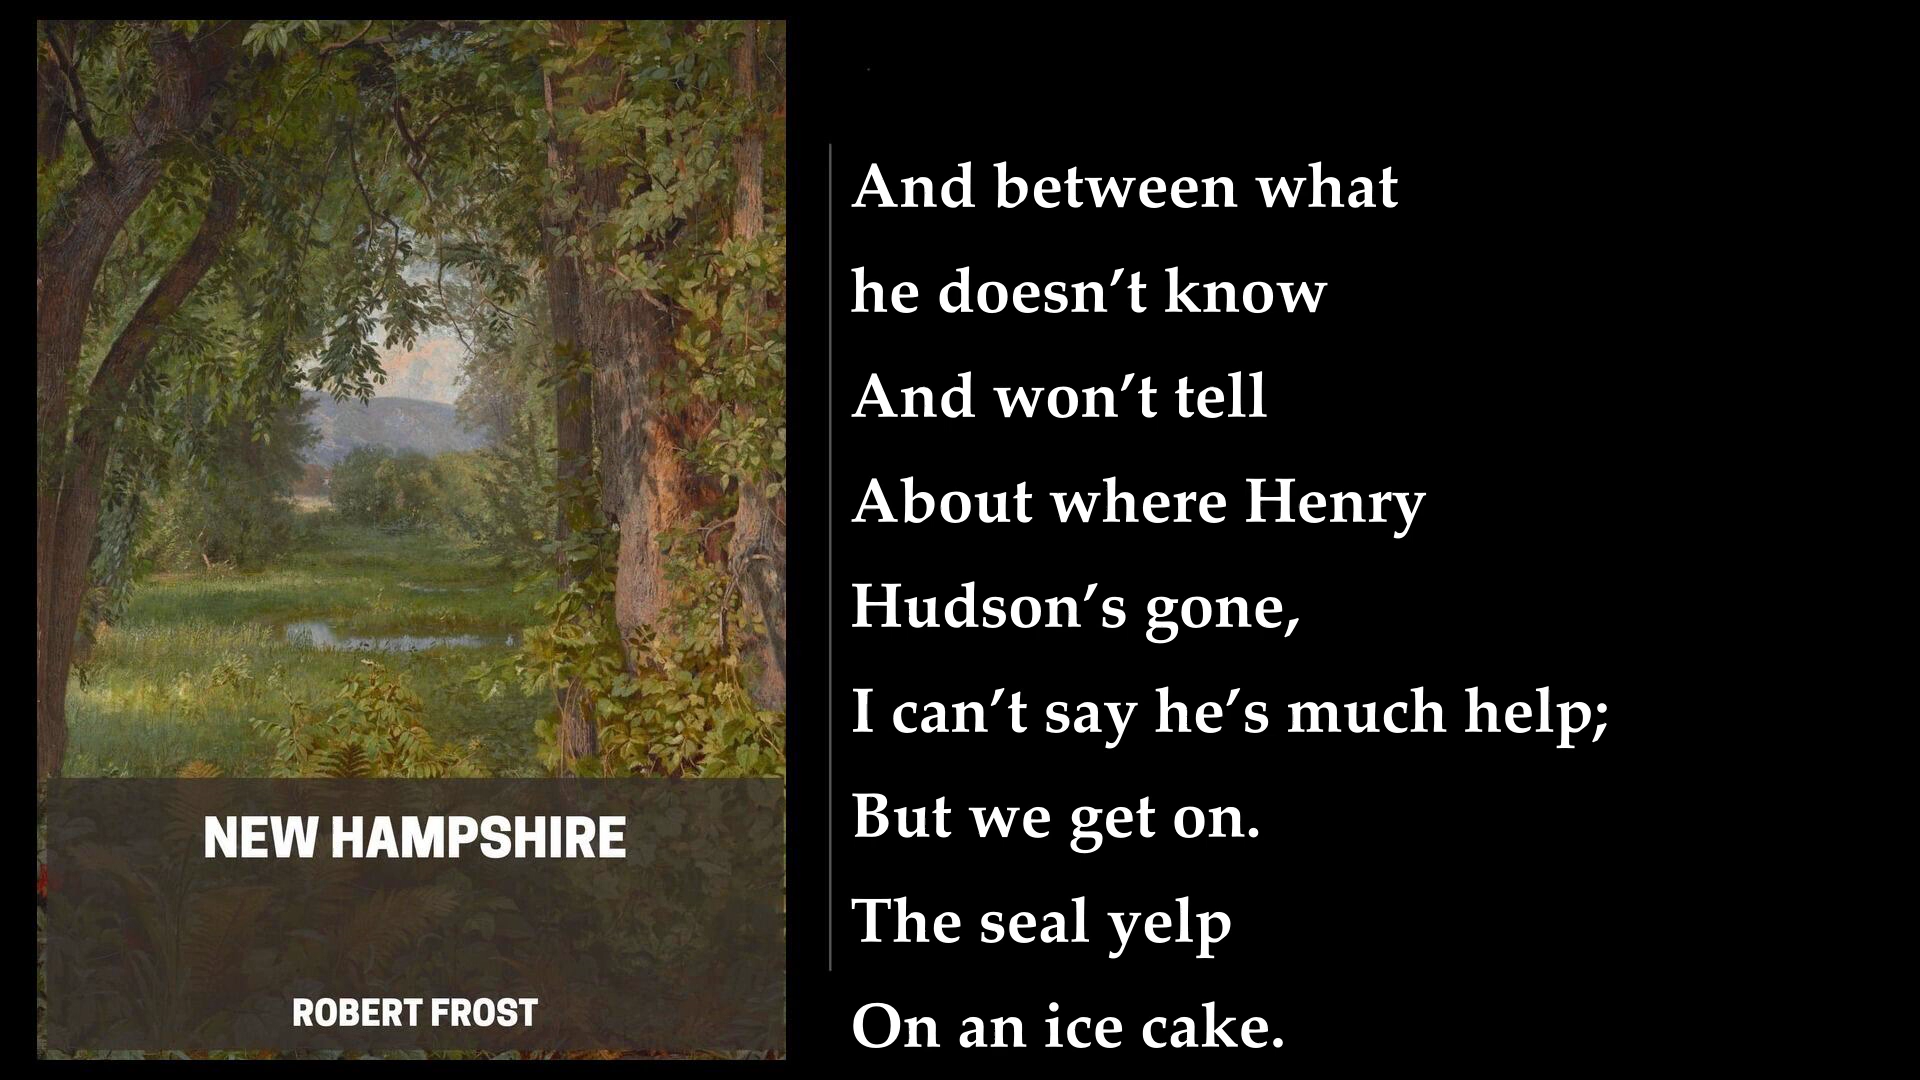 NEW HAMPSHIRE
ROBERT FROST
And between what
he doesn’t know
And won’t tell
About where Henry
Hudson’s gone,
I can’t say he’s much help;
But we get on.
The seal yelp
On an ice cake.